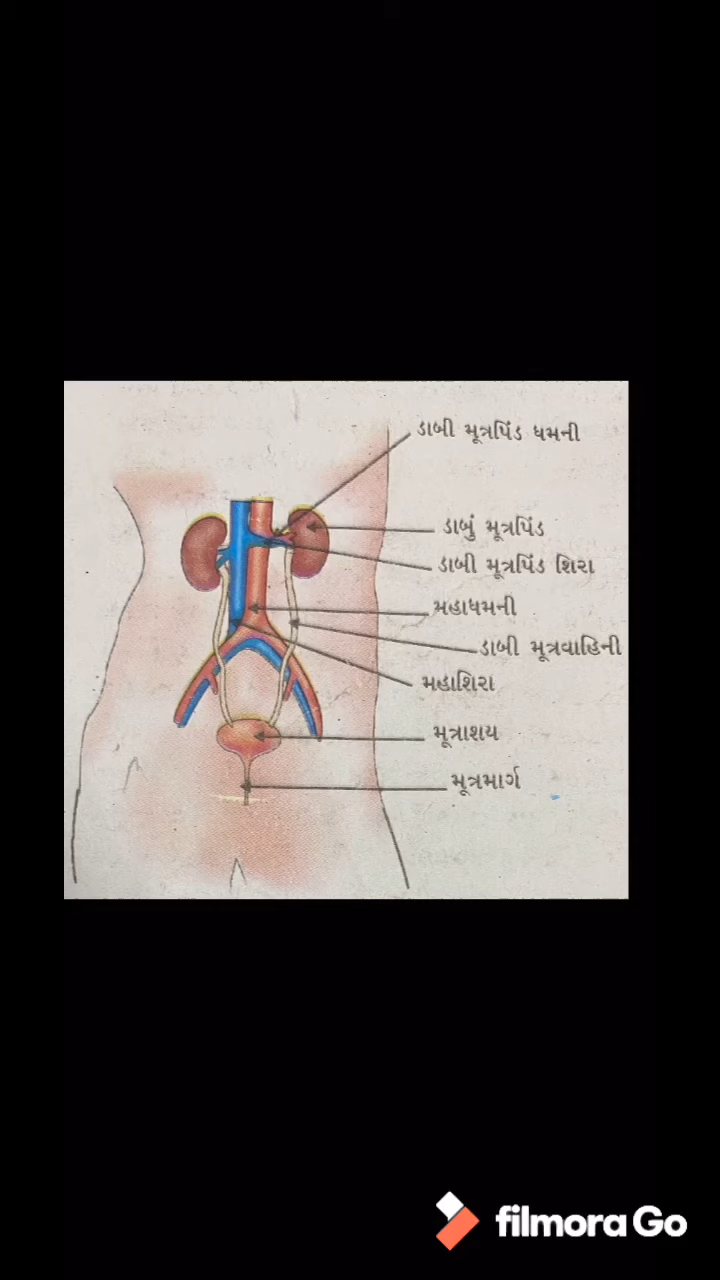 ડાબી મૂત્રપિંડ ધમની
ડાબું મૂત્રપિંડ
ડાબી મૂત્રપિંડ શિરા
મહાધમની
ડાબી મૂત્રવાહિની
મહાશિરા
મૂત્રાશય
મૂત્રમાર્ગ
filmora Go